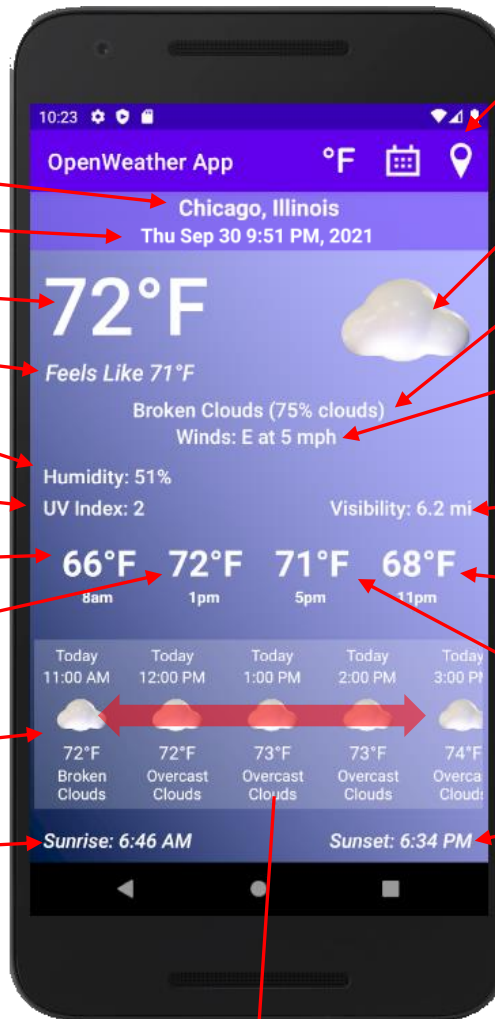 10:23
OpenWeather App °F
Chicago, Illinois
Thu Sep 30 9:51 PM, 2021
72°F
Feels Like 71°F
Broken Clouds (75% clouds)
Winds: E at 5 mph
Humidity: 51%
UV Index: 2 Visibility: 6.2 mi
66°F 72°F 71°F 68°F
8am 1pm 5pm 11pm
Today Today Today Today Today
11:00 AM 12:00 PM 1:00 PM 2:00 PM 3:00 P
72°F 72°F 73°F 73°F 74°F
Broken Overcast Overcast Overcast Overca
Clouds Clouds Clouds Clouds Clouds
Sunrise: 6:46 AM Sunset: 6:34 PM